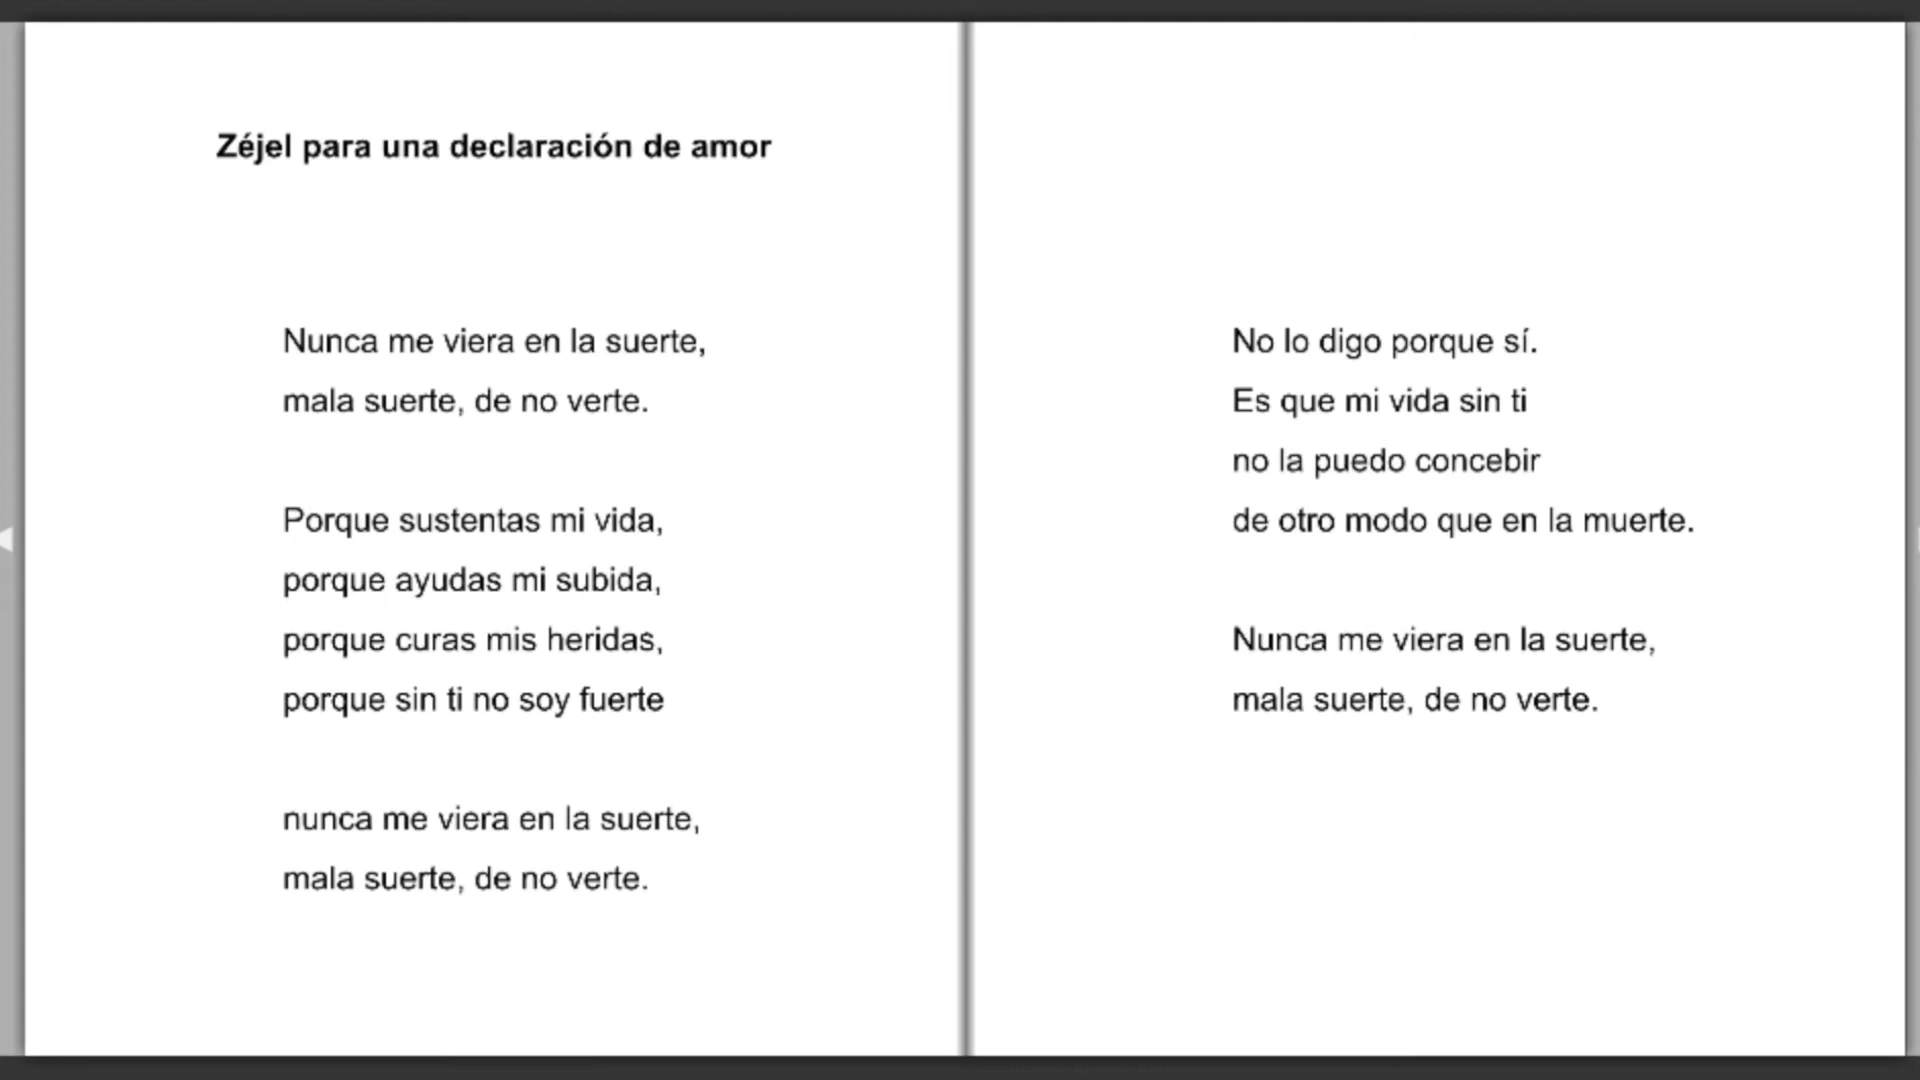 Zéjel para una declaración de amor
Nunca me viera en la suerte,
mala suerte, de no verte.
Porque sustentas mi vida,
porque ayudas mi subida,
porque curas mis heridas,
porque sin ti no soy fuerte
nunca me viera en la suerte,
mala suerte, de no verte.
No lo digo porque sí.
Es que mi vida sin ti
no la puedo concebir
de otro modo que en la muerte.
Nunca me viera en la suerte,
mala suerte, de no verte.